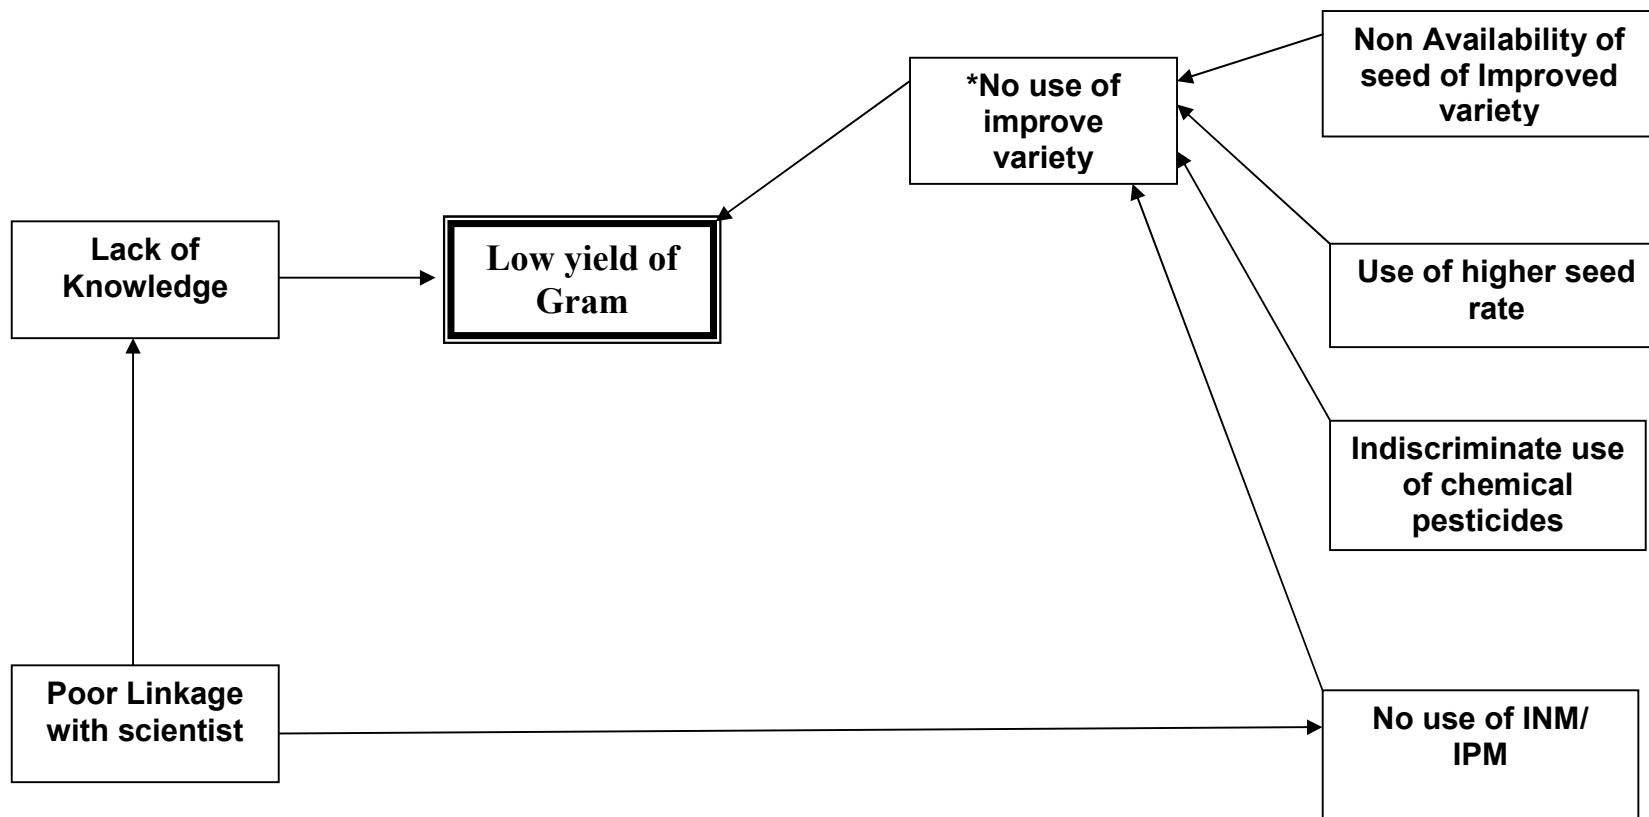 Non Availability of
seed of Improved
variety
*No use of
improve
variety
Lack of
Knowledge
Low yield of
Gram
Use of higher seed
rate
Indiscriminate use
of chemical
pesticides
Poor Linkage
with scientist
No use of INM/
IPM